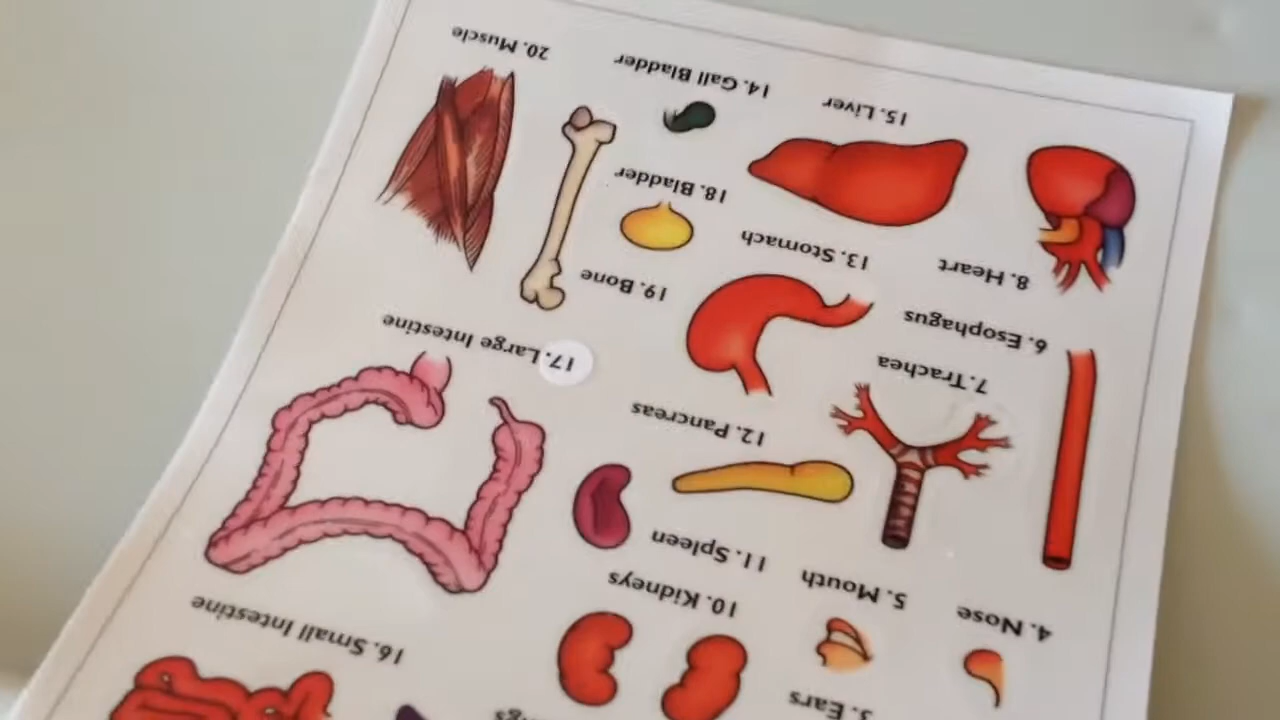 3. Ears
4. Nose
5. Mouth
10. Kidneys
16. Small Intestine
11. Spleen
12. Pancreas
7. Trachea
6. Esophagus
17. Large Intestine
19. Bone
8. Heart
13. Stomach
18. Bladder
15. Liver
14. Gall Bladder
20. Muscle